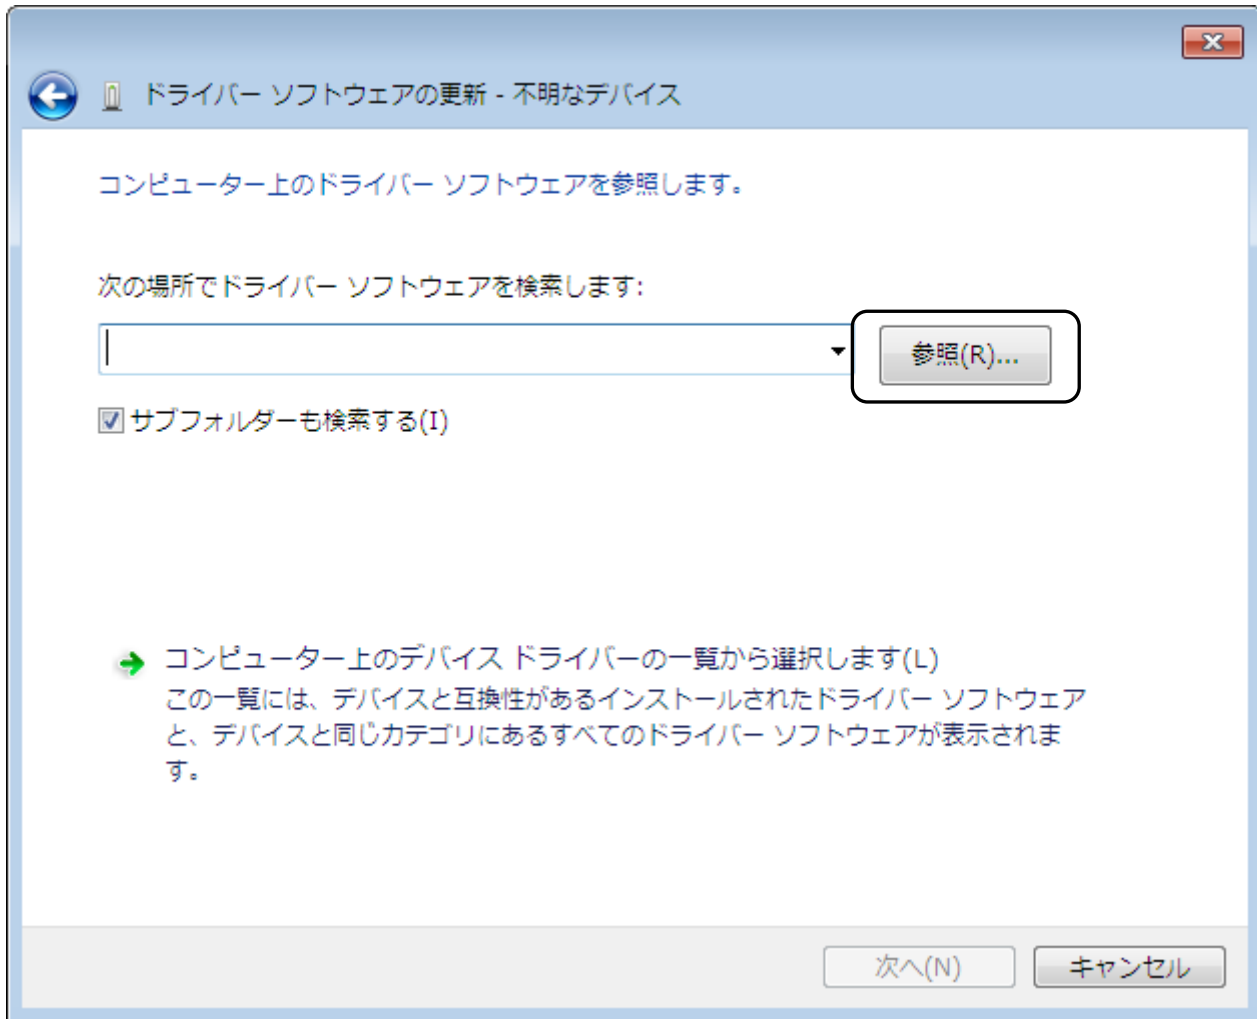 ドライバー ソフトウェアの更新 - 不明なデバイス
コンピューター上のドライバー ソフトウェアを参照します。
次の場所でドライバー ソフトウェアを検索します:
参照(R)...
サブフォルダーも検索する(I)
コンピューター上のデバイス ドライバーの一覧から選択します(L)
この一覧には、デバイスと互換性があるインストールされたドライバー ソフトウェア
と、デバイスと同じカテゴリにあるすべてのドライバー ソフトウェアが表示されま
す。
次へ(N)
キャンセル